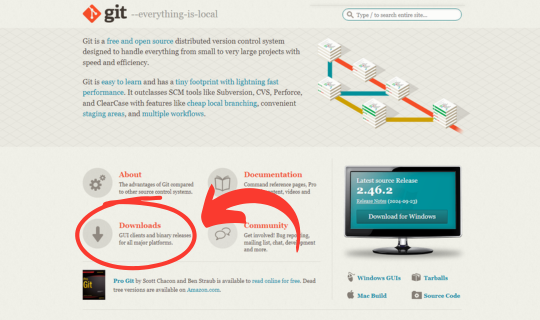 git --everything-is-local
Type / to search entire site...
Git is a free and open source distributed version control system
designed to handle everything from small to very large projects with
speed and efficiency.
Git is easy to learn and has a tiny footprint with lightning fast
performance. It outclasses SCM tools like Subversion, CVS, Perforce,
and ClearCase with features like cheap local branching, convenient
staging areas, and multiple workflows.
About
The advantages of Git compared
to other source control systems.
Documentation
Command reference pages, Pro
content, videos and
Downloads
GUI clients and binary releases
for all major platforms.
Community
Get involved! Bug reporting,
mailing list, chat, development
and more.
Latest source Release
2.46.2
Release Notes (2024-09-23)
Download for Windows
Windows GUIs
Tarballs
Mac Build
Source Code
Git
Pro Git by Scott Chacon and Ben Straub is available to read online for free. Dead
tree versions are available on Amazon.com.